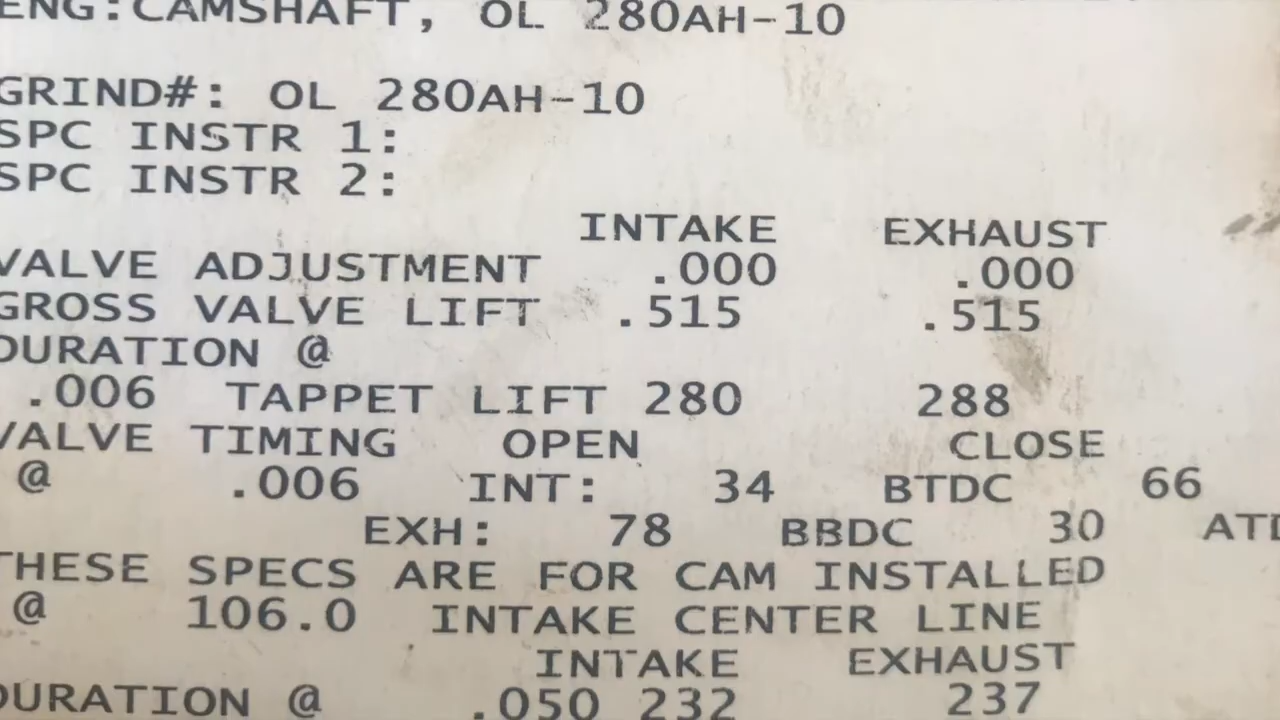 ENG:CAMSHAFT, OL 280AH-10
GRIND#: OL 280AH-10
SPC INSTR 1:
SPC INSTR 2:
INTAKE EXHAUST
VALVE ADJUSTMENT .000 .000
GROSS VALVE LIFT .515 .515
DURATION @
.006 TAPPET LIFT 280 288
VALVE TIMING OPEN CLOSE
@ .006 INT: 34 BTDC 66
EXH: 78 BBDC 30 ATD
THESE SPECS ARE FOR CAM INSTALLED
@ 106.0 INTAKE CENTER LINE
INTAKE EXHAUST
DURATION @ .050 232 237